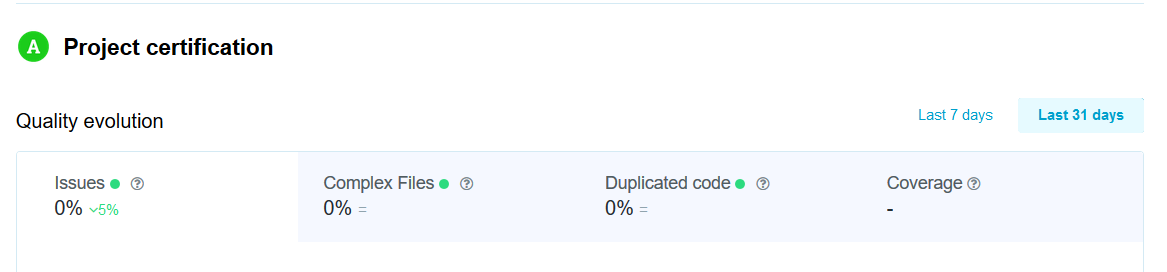 A Project certification
Quality evolution
Last 7 days
Last 31 days
Issues ?
0% 5%
Complex Files ?
0% =
Duplicated code ?
0% =
Coverage ?
-